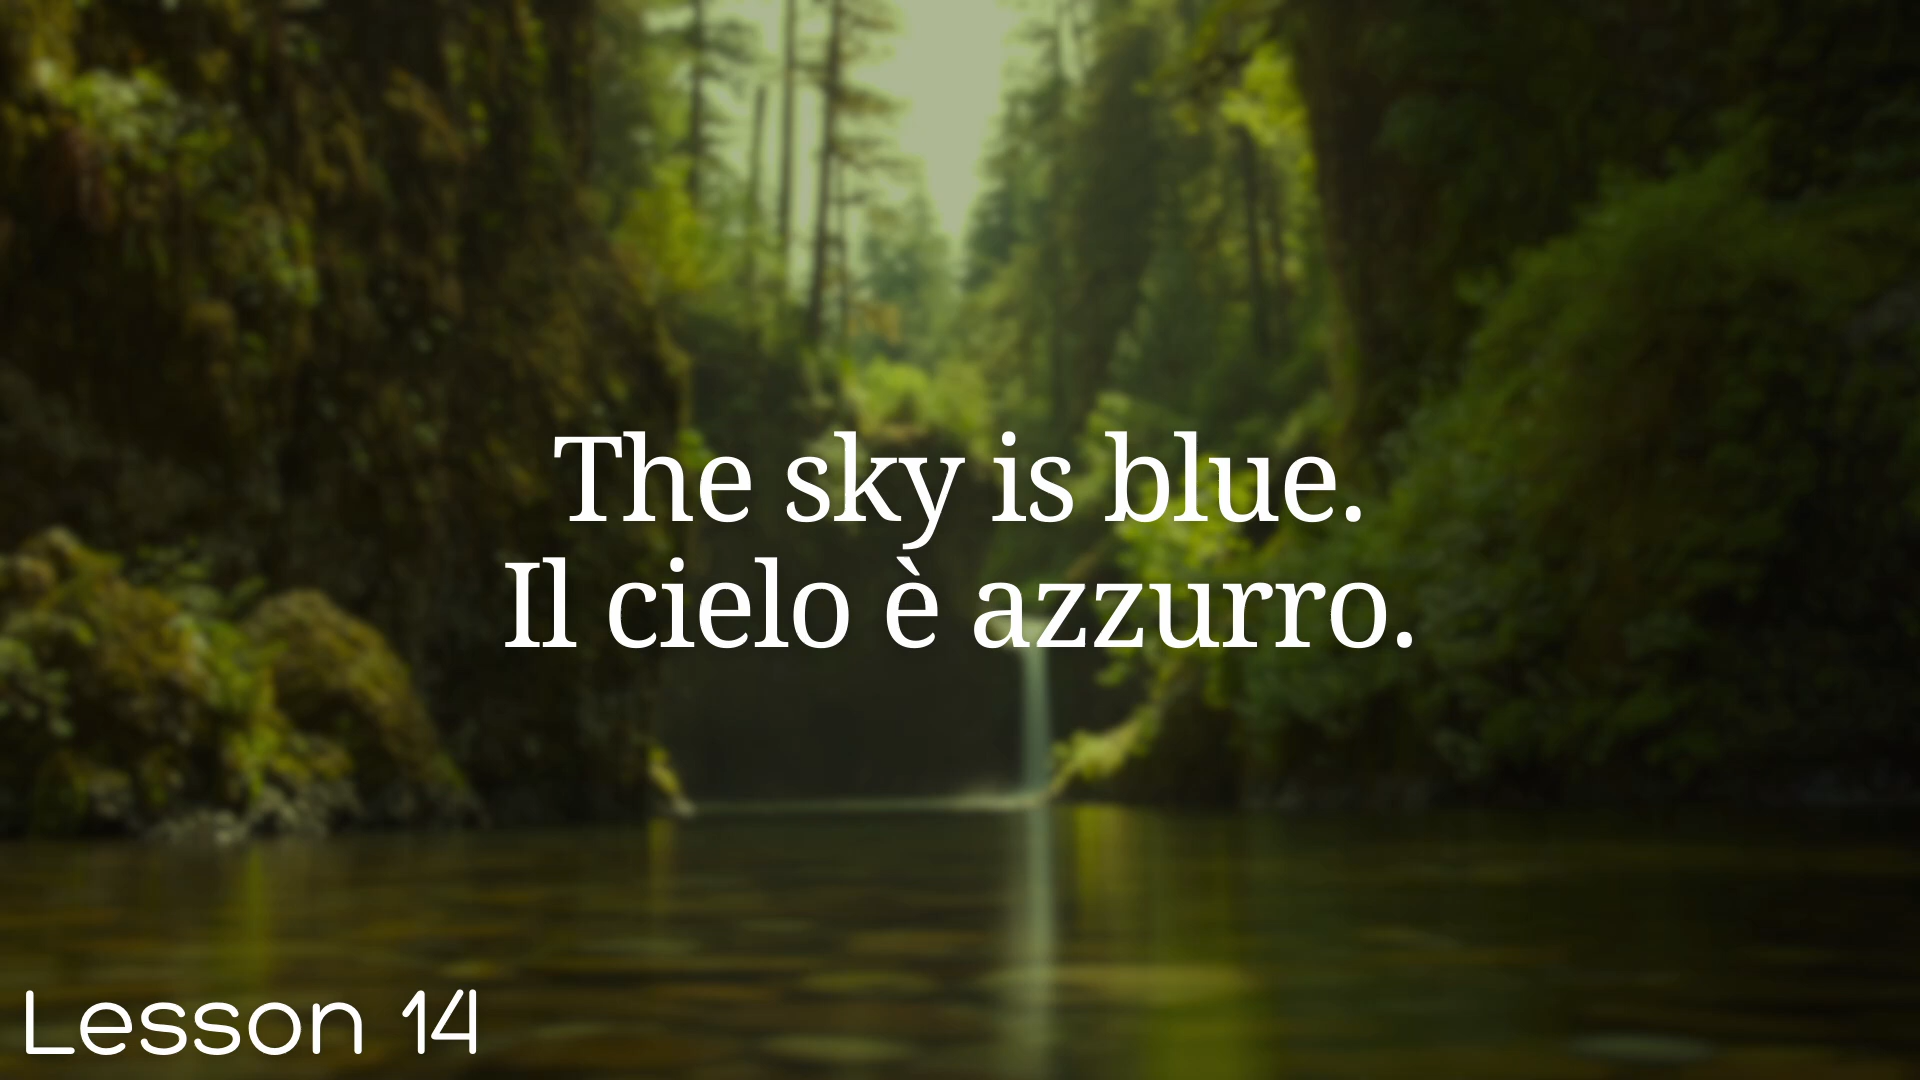 The sky is blue.
Il cielo è azzurro.
Lesson 14